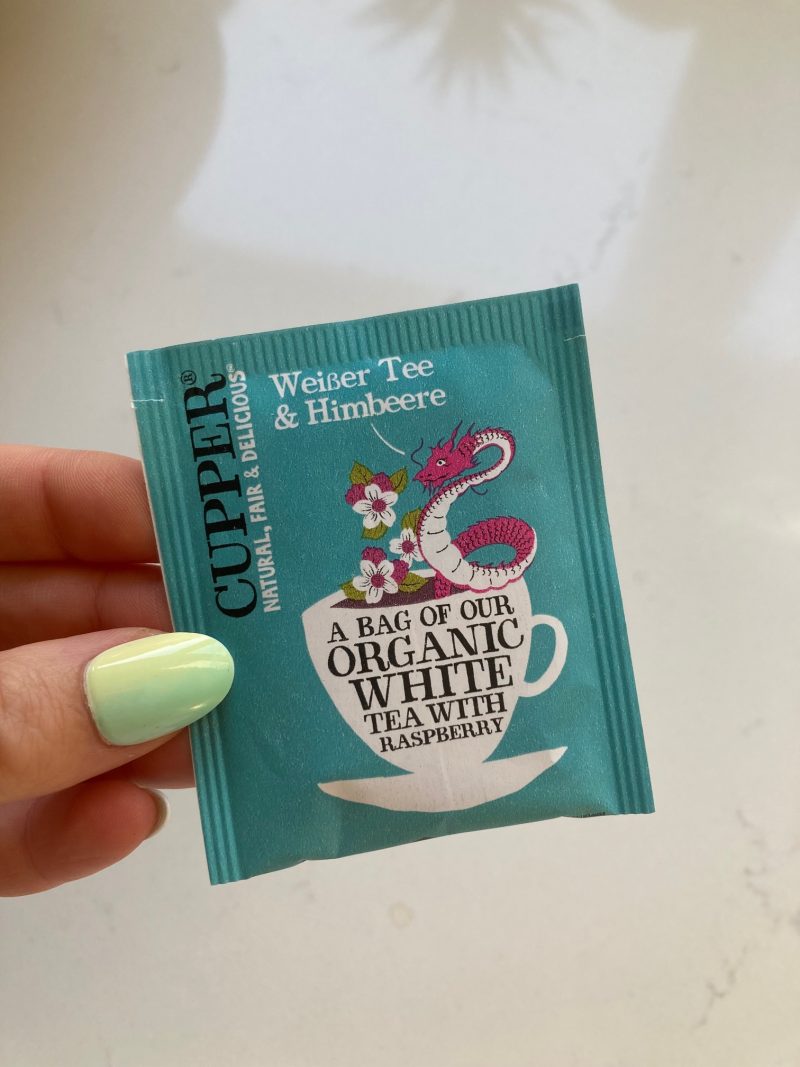 CUPPER®
NATURAL, FAIR & DELICIOUS
Weißer Tee
& Himbeere
A BAG OF OUR
ORGANIC
WHITE
TEA WITH
RASPBERRY